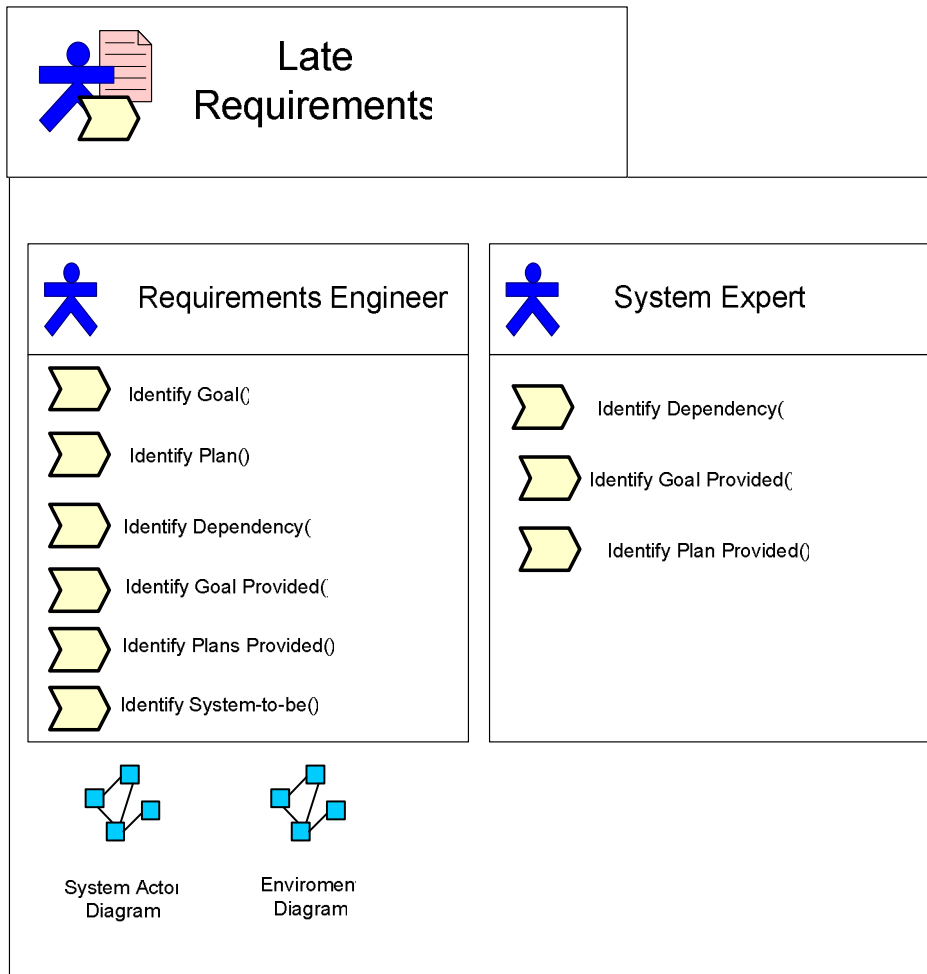 Late
Requirements
Requirements Engineer
Identify Goal()
Identify Plan()
Identify Dependency(
Identify Goal Provided(
Identify Plans Provided()
Identify System-to-be()
System Expert
Identify Dependency(
Identify Goal Provided(
Identify Plan Provided()
System Actor
Diagram
Enviromen
Diagram